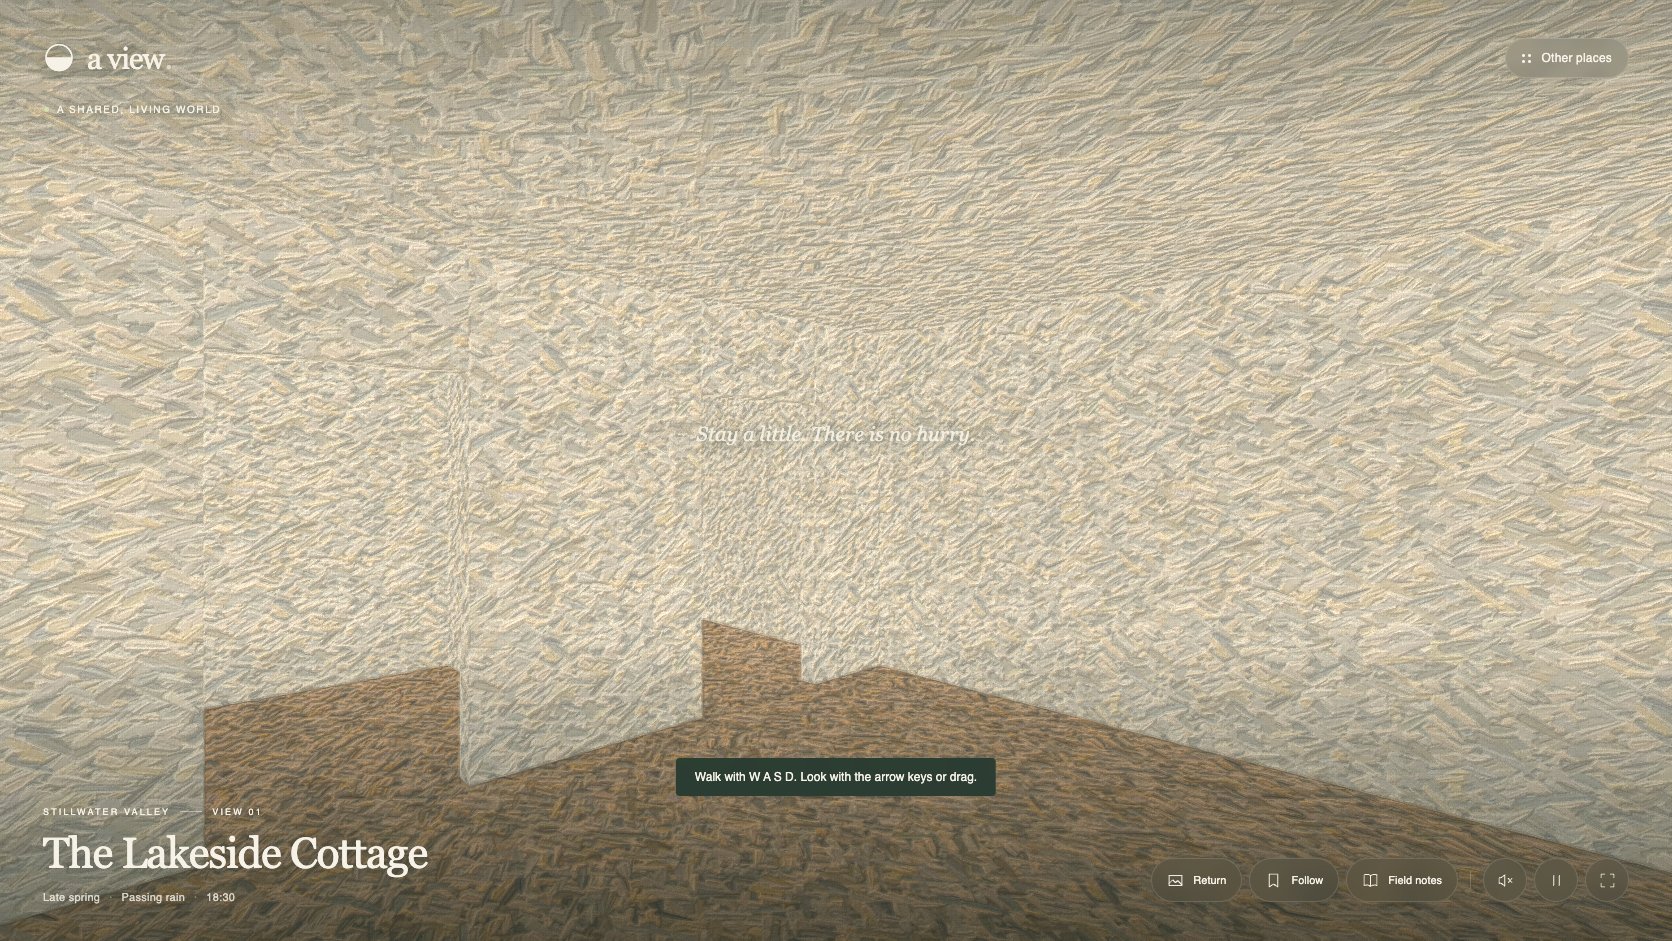 a view.
Other places
A SHARED, LIVING WORLD
Stay a little. There is no hurry.
Walk with W A S D. Look with the arrow keys or drag.
STILLWATER VALLEY — VIEW 01
The Lakeside Cottage
Late spring · Passing rain · 18:30
Return
Follow
Field notes